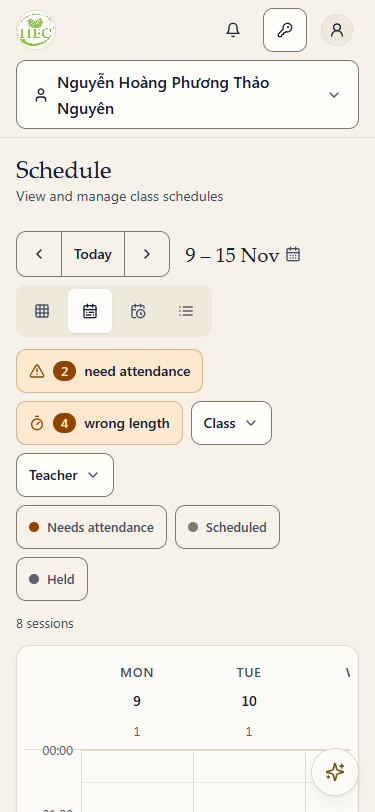 HEC
Nguyễn Hoàng Phương Thảo
Nguyên
Schedule
View and manage class schedules
Today
9 – 15 Nov
2 need attendance
4 wrong length
Class
Teacher
Needs attendance
Scheduled
Held
8 sessions
MON
TUE
9
10
1
1
00:00